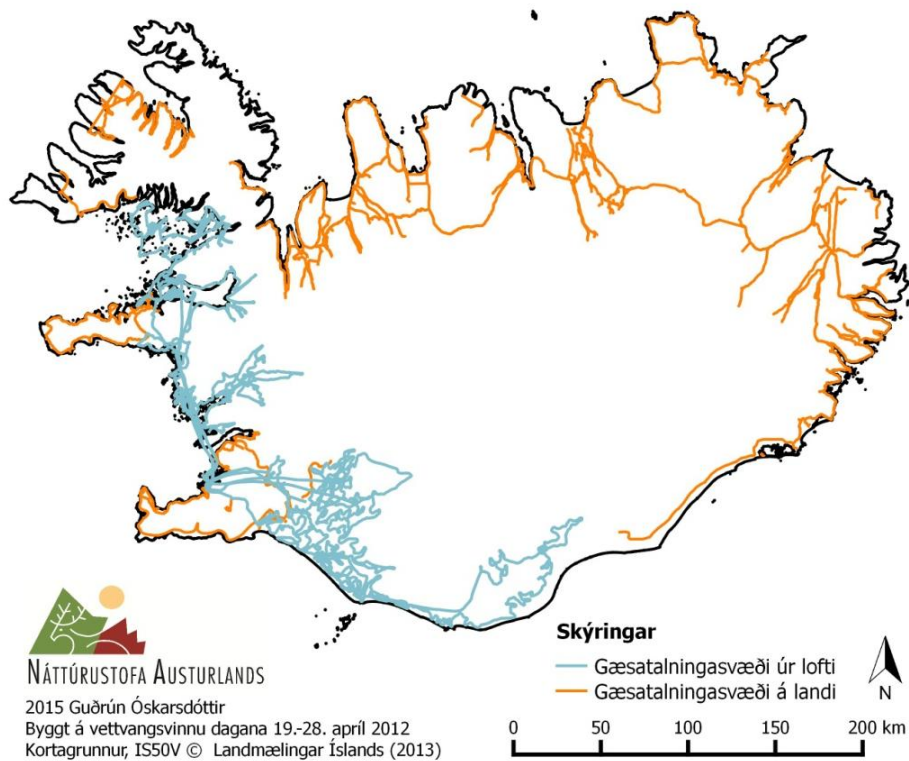 Skýringar
Gæsatalningasvæði úr lofti
Gæsatalningasvæði á landi
N
0 50 100 150 200 km
NÁTTÚRUSTOFA AUSTURLANDS
2015 Guðrún Óskarsdóttir
Byggt á vettvangsvinnu dagana 19.-28. apríl 2012
Kortagrunnur, IS50V © Landmælingar Íslands (2013)